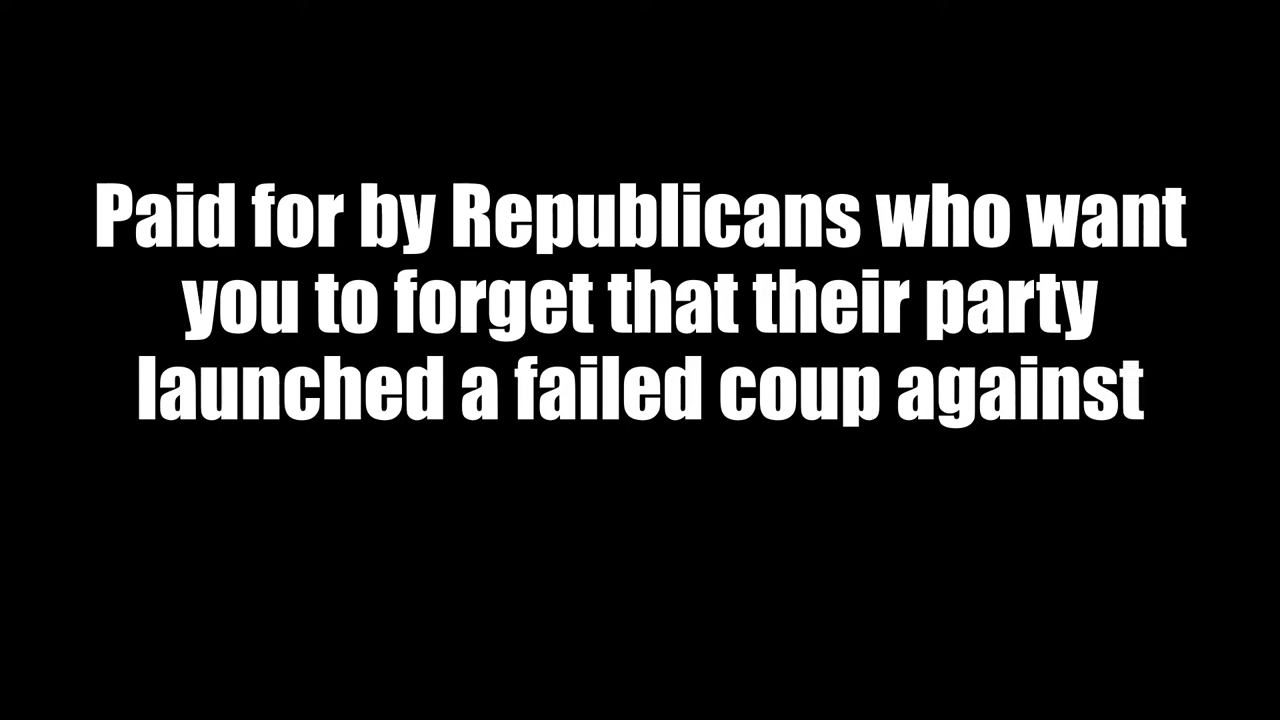 Paid for by Republicans who want
you to forget that their party
launched a failed coup against